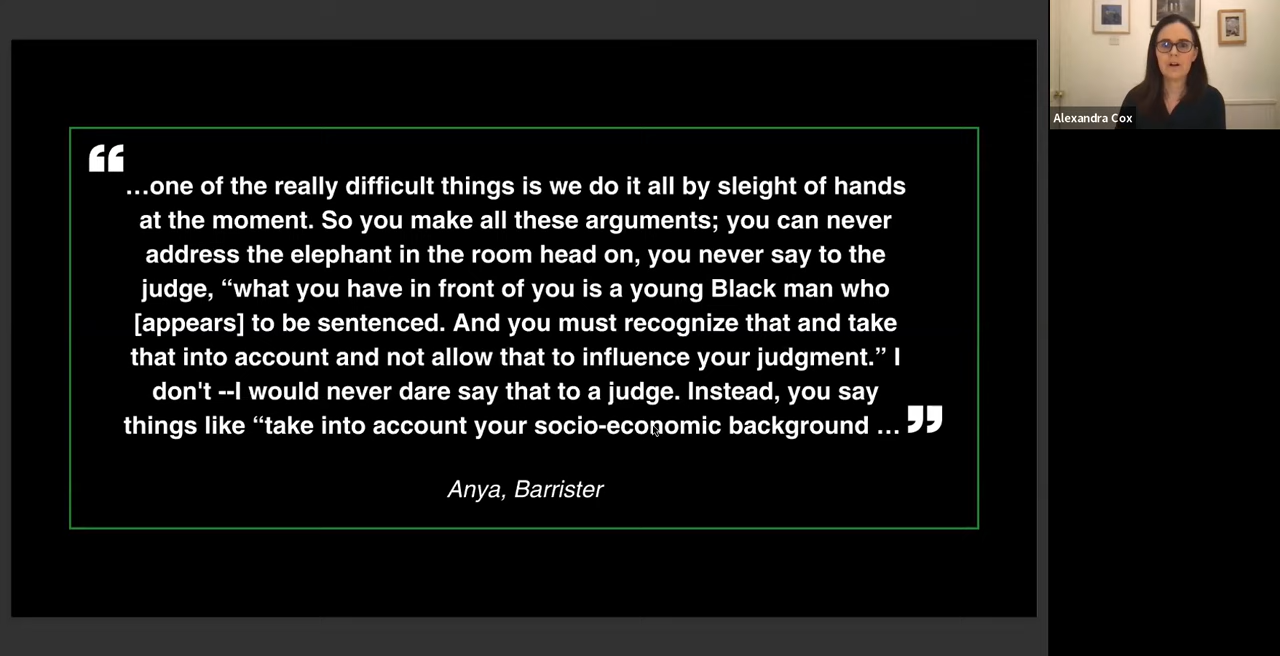 “
…one of the really difficult things is we do it all by sleight of hands
at the moment. So you make all these arguments; you can never
address the elephant in the room head on, you never say to the
judge, “what you have in front of you is a young Black man who
[appears] to be sentenced. And you must recognize that and take
that into account and not allow that to influence your judgment.” I
don't --I would never dare say that to a judge. Instead, you say
things like “take into account your socio-economic background … ”
Anya, Barrister
Alexandra Cox